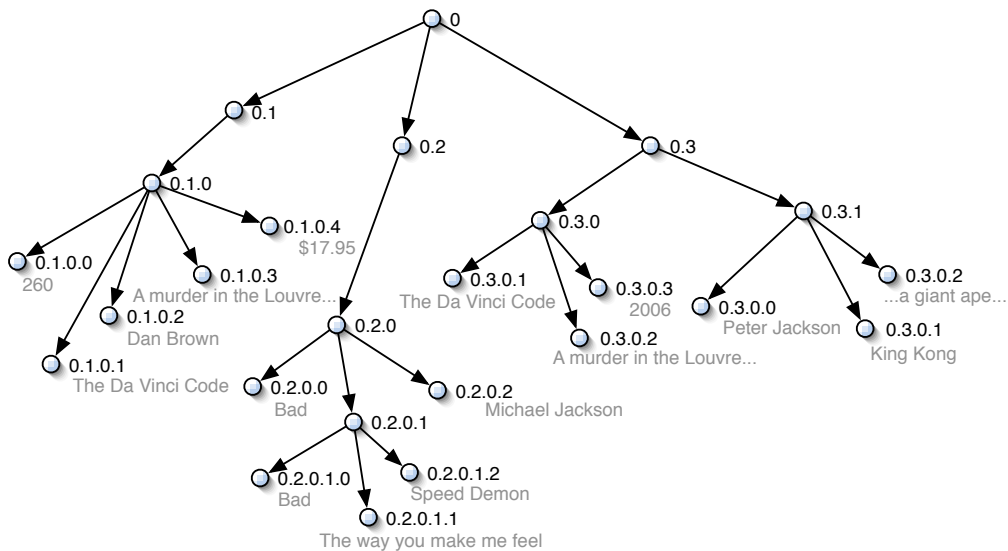 0
0.1
0.2
0.3
0.1.0
0.3.0
0.3.1
0.1.0.4
$17.95
0.1.0.0
260
0.1.0.3
A murder in the Louvre...
0.3.0.1
The Da Vinci Code
0.3.0.3
2006
0.3.0.2
...a giant ape...
0.1.0.2
Dan Brown
0.2.0
0.3.0.0
Peter Jackson
0.3.0.2
A murder in the Louvre...
0.3.0.1
King Kong
0.1.0.1
The Da Vinci Code
0.2.0.0
Bad
0.2.0.2
Michael Jackson
0.2.0.1
0.2.0.1.0
Bad
0.2.0.1.2
Speed Demon
0.2.0.1.1
The way you make me feel